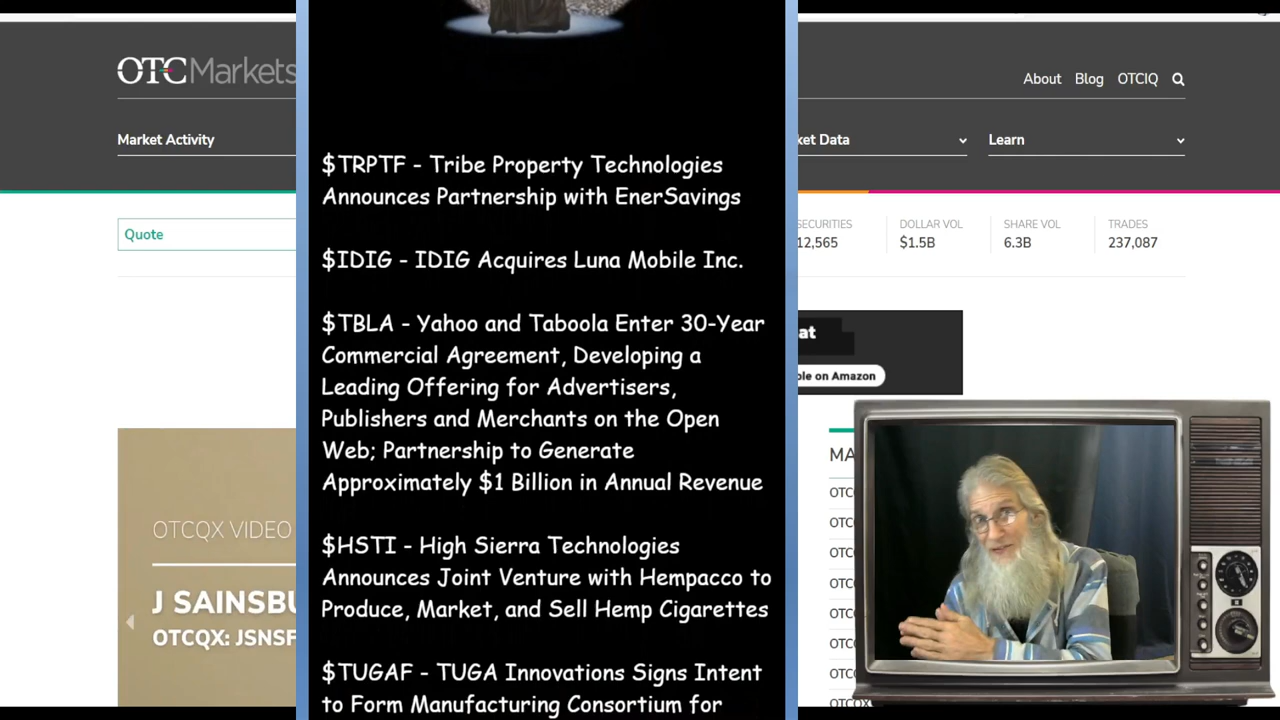 OTC Markets
About Blog OTCIQ
Market Activity
ket Data
Learn
Quote
SECURITIES
12,565
DOLLAR VOL
$1.5B
SHARE VOL
6.3B
TRADES
237,087
$TRPTF - Tribe Property Technologies
Announces Partnership with EnerSavings
$IDIG - IDIG Acquires Luna Mobile Inc.
$TBLA - Yahoo and Taboola Enter 30-Year
Commercial Agreement, Developing a
Leading Offering for Advertisers,
Publishers and Merchants on the Open
Web; Partnership to Generate
Approximately $1 Billion in Annual Revenue
$HSTI - High Sierra Technologies
Announces Joint Venture with Hempacco to
Produce, Market, and Sell Hemp Cigarettes
$TUGAF - TUGA Innovations Signs Intent
to Form Manufacturing Consortium for
at
ble on Amazon
OTCQX VIDEO
J SAINSBU
OTCQX: JSNSF
MA
OTC
OTC
OTC
OTC
OTC
OTC
OTC
OTCQX